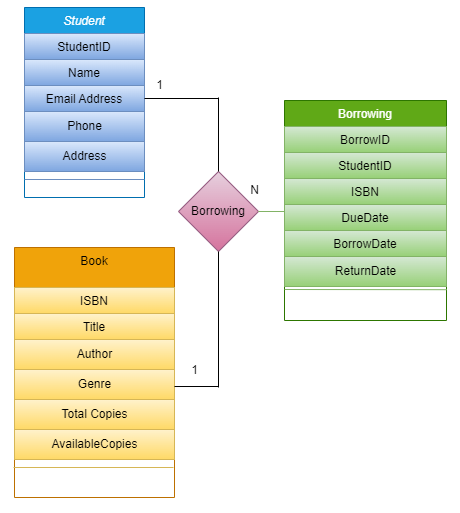 Student
StudentID
Name
Email Address
Phone
Address
1
Borrowing
N
Borrowing
BorrowID
StudentID
ISBN
DueDate
BorrowDate
ReturnDate
Book
ISBN
Title
Author
Genre
Total Copies
AvailableCopies
1